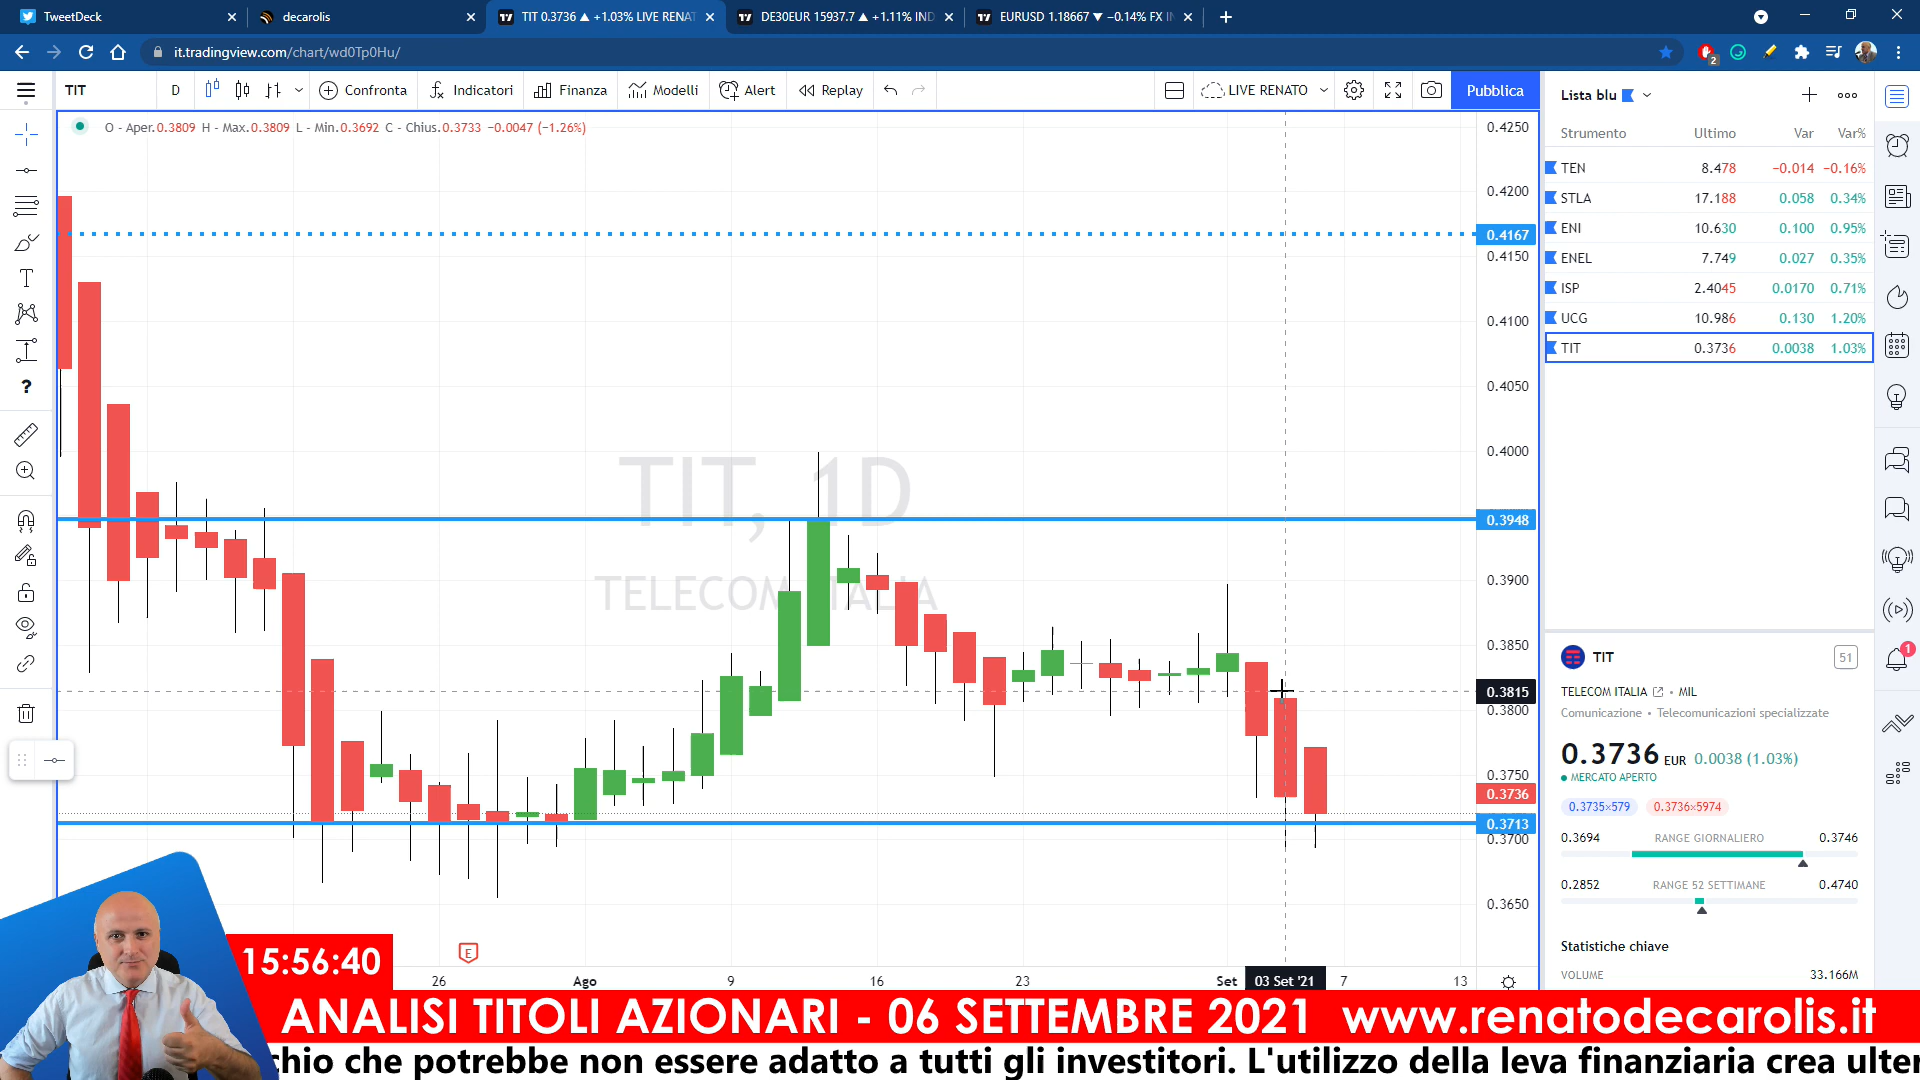 TweetDeck
decarolis
TIT 0.3736 ▲ +1.03% LIVE RENAT
DE30EUR 15937.7 ▲ +1.11% IND
EURUSD 1.18667 ▼ −0.14% FX IN
it.tradingview.com/chart/wd0Tp0Hu/
2
TIT
D
Confronta
Indicatori
Finanza
Modelli
Alert
Replay
LIVE RENATO
Pubblica
O - Aper.0.3809 H - Max.0.3809 L - Min.0.3692 C - Chius.0.3733 −0.0047 (−1.26%)
TIT, 1D
TELECOM ITALIA
0.4250
0.4200
0.4167
0.4150
0.4100
0.4050
0.4000
0.3948
0.3900
0.3850
0.3815
0.3800
0.3750
0.3736
0.3713
0.3700
0.3650
E
26
Ago
9
16
23
Set
03 Set '21
7
13
Lista blu
Strumento Ultimo Var Var%
TEN 8.478 −0.014 −0.16%
STLA 17.188 0.058 0.34%
ENI 10.630 0.100 0.95%
ENEL 7.749 0.027 0.35%
ISP 2.4045 0.0170 0.71%
UCG 10.986 0.130 1.20%
TIT 0.3736 0.0038 1.03%
TIT
51
TELECOM ITALIA • MIL
Comunicazione • Telecomunicazioni specializzate
0.3736 EUR 0.0038 (1.03%)
MERCATO APERTO
0.3735×579 0.3736×5974
0.3694 RANGE GIORNALIERO 0.3746
0.2852 RANGE 52 SETTIMANE 0.4740
Statistiche chiave
VOLUME 33.166M
1
15:56:40
ANALISI TITOLI AZIONARI - 06 SETTEMBRE 2021 www.renatodecarolis.it
chio che potrebbe non essere adatto a tutti gli investitori. L'utilizzo della leva finanziaria crea ulter